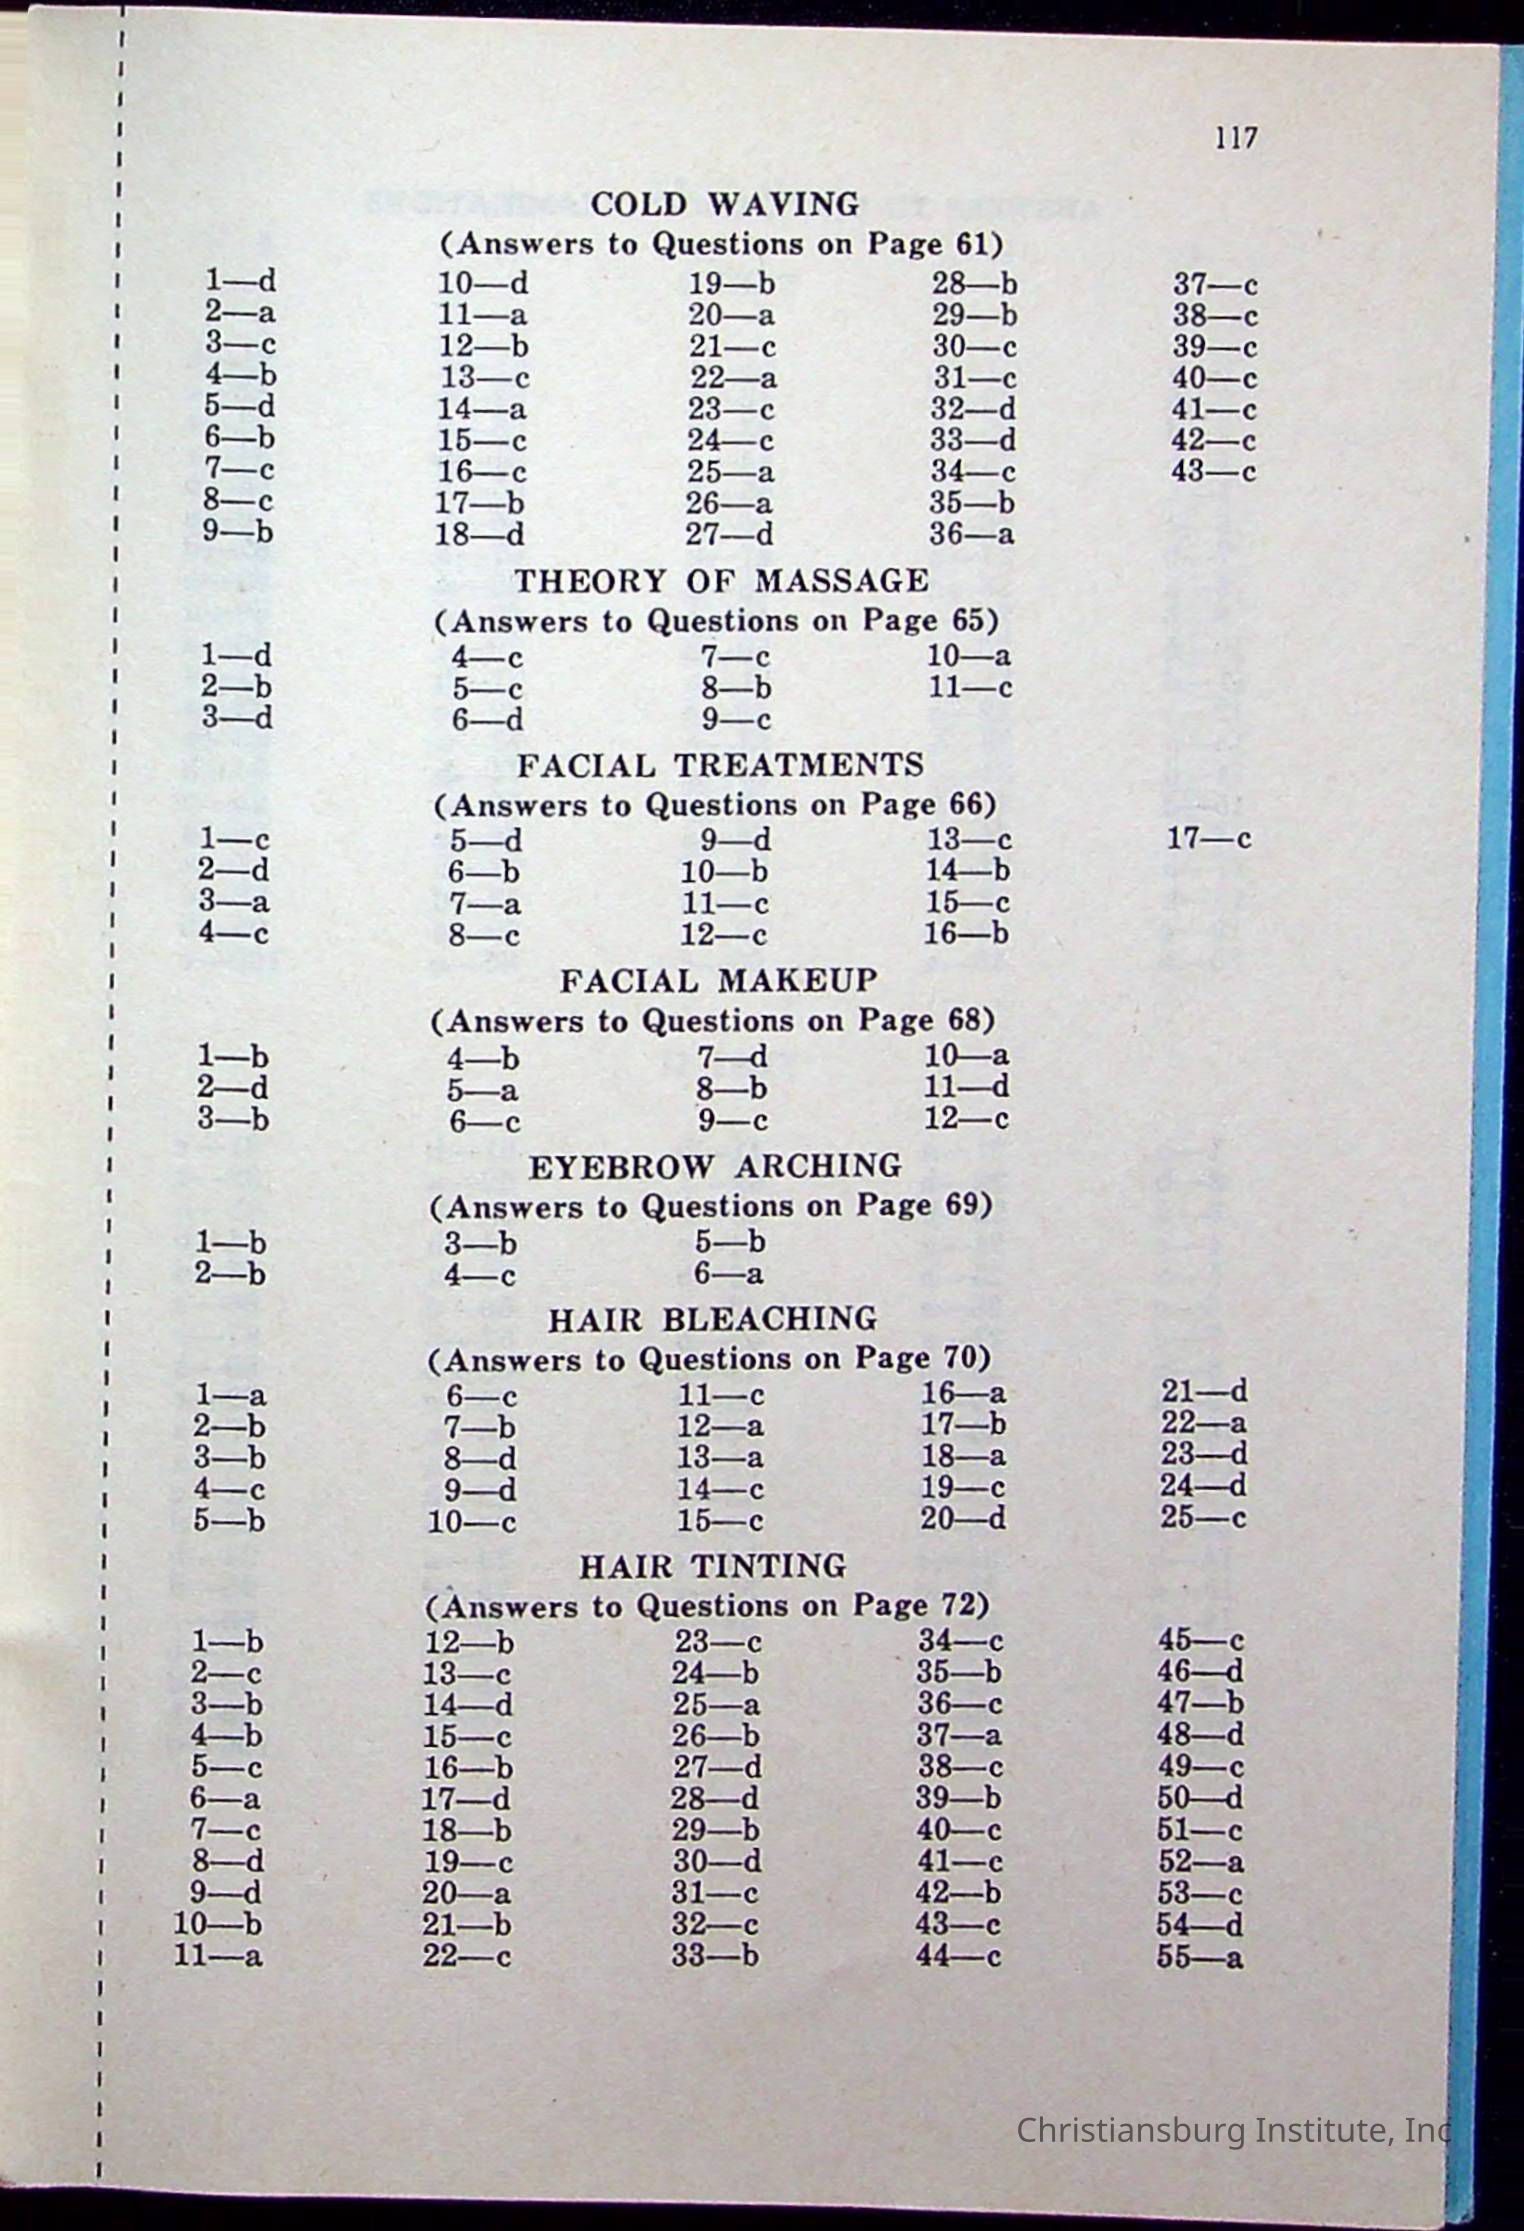 117
COLD WAVING
(Answers to Questions on Page 61)
1—d 10—d 19—b 28—b 37—c
2—a 11—a 20—a 29—b 38—c
3—c 12—b 21—c 30—c 39—c
4—b 13—c 22—a 31—c 40—c
5—d 14—a 23—c 32—d 41—c
6—b 15—c 24—c 33—d 42—c
7—c 16—c 25—a 34—c 43—c
8—c 17—b 26—a 35—b
9—b 18—d 27—d 36—a
THEORY OF MASSAGE
(Answers to Questions on Page 65)
1—d 4—c 7—c 10—a
2—b 5—c 8—b 11—c
3—d 6—d 9—c
FACIAL TREATMENTS
(Answers to Questions on Page 66)
1—c 5—d 9—d 13—c 17—c
2—d 6—b 10—b 14—b
3—a 7—a 11—c 15—c
4—c 8—c 12—c 16—b
FACIAL MAKEUP
(Answers to Questions on Page 68)
1—b 4—b 7—d 10—a
2—d 5—a 8—b 11—d
3—b 6—c 9—c 12—c
EYEBROW ARCHING
(Answers to Questions on Page 69)
1—b 3—b 5—b
2—b 4—c 6—a
HAIR BLEACHING
(Answers to Questions on Page 70)
1—a 6—c 11—c 16—a 21—d
2—b 7—b 12—a 17—b 22—a
3—b 8—d 13—a 18—a 23—d
4—c 9—d 14—c 19—c 24—d
5—b 10—c 15—c 20—d 25—c
HAIR TINTING
(Answers to Questions on Page 72)
1—b 12—b 23—c 34—c 45—c
2—c 13—c 24—b 35—b 46—d
3—b 14—d 25—a 36—c 47—b
4—b 15—c 26—b 37—a 48—d
5—c 16—b 27—d 38—c 49—c
6—a 17—d 28—d 39—b 50—d
7—c 18—b 29—b 40—c 51—c
8—d 19—c 30—d 41—c 52—a
9—d 20—a 31—c 42—b 53—c
10—b 21—b 32—c 43—c 54—d
11—a 22—c 33—b 44—c 55—a
Christiansburg Institute, Inc